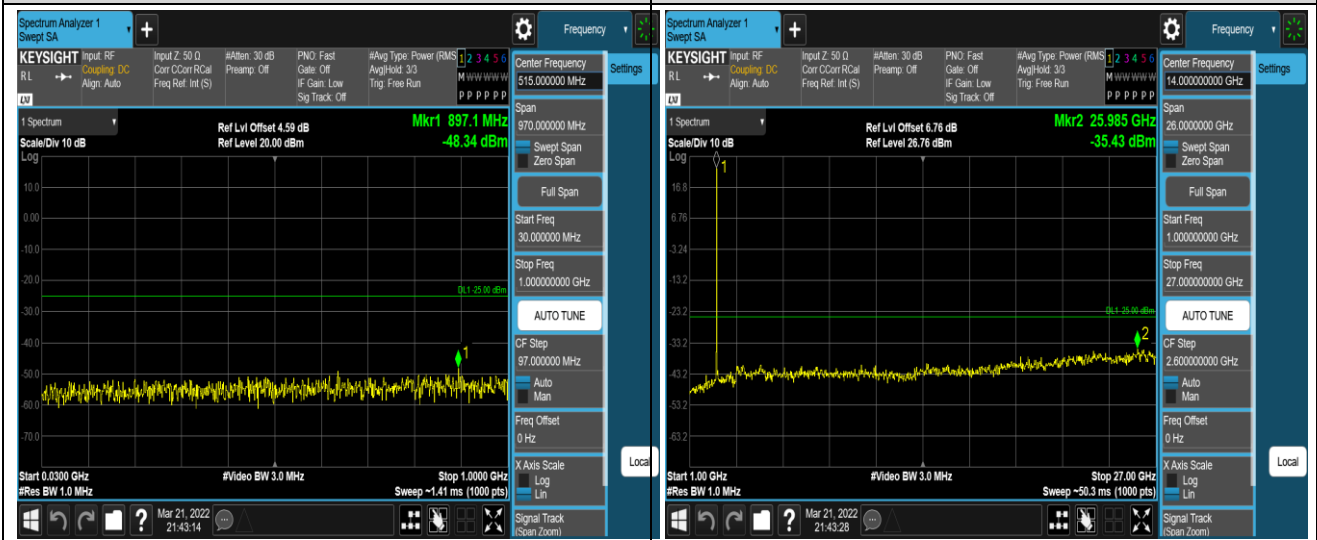 Spectrum Analyzer 1
Swept SA
+
Frequency
KEYSIGHT
RL
LXI
Input: RF
Coupling: DC
Align: Auto
Input Z: 50 Ω
Corr CCorr RCal
Freq Ref: Int (S)
#Atten: 30 dB
Preamp: Off
PNO: Fast
Gate: Off
IF Gain: Low
Sig Track: Off
#Avg Type: Power (RMS
Avg|Hold: 3/3
Trig: Free Run
1 2 3 4 5 6
M W W W W W
P P P P P P
1 Spectrum
Scale/Div 10 dB
Log
Ref Lvl Offset 4.59 dB
Ref Level 20.00 dBm
Mkr1 897.1 MHz
-48.34 dBm
10.0
0.00
-10.0
-20.0
DL1 -25.00 dBm
-30.0
-40.0
1
-50.0
-60.0
-70.0
Start 0.0300 GHz
#Res BW 1.0 MHz
#Video BW 3.0 MHz
Stop 1.0000 GHz
Sweep ~1.41 ms (1000 pts)
?
Mar 21, 2022
21:43:14
Center Frequency
515.000000 MHz
Span
970.000000 MHz
Swept Span
Zero Span
Full Span
Start Freq
30.000000 MHz
Stop Freq
1.000000000 GHz
AUTO TUNE
CF Step
97.000000 MHz
Auto
Man
Freq Offset
0 Hz
X Axis Scale
Log
Lin
Signal Track
(Span Zoom)
Settings
Local
Spectrum Analyzer 1
Swept SA
+
Frequency
KEYSIGHT
RL
LXI
Input: RF
Coupling: DC
Align: Auto
Input Z: 50 Ω
Corr CCorr RCal
Freq Ref: Int (S)
#Atten: 30 dB
Preamp: Off
PNO: Fast
Gate: Off
IF Gain: Low
Sig Track: Off
#Avg Type: Power (RMS
Avg|Hold: 3/3
Trig: Free Run
1 2 3 4 5 6
M W W W W W
P P P P P P
1 Spectrum
Scale/Div 10 dB
Log
Ref Lvl Offset 6.76 dB
Ref Level 26.76 dBm
Mkr2 25.985 GHz
-35.43 dBm
1
16.8
6.76
-3.24
-13.2
-23.2
DL1 -25.00 dBm
-33.2
2
-43.2
-53.2
-63.2
Start 1.00 GHz
#Res BW 1.0 MHz
#Video BW 3.0 MHz
Stop 27.00 GHz
Sweep ~50.3 ms (1000 pts)
?
Mar 21, 2022
21:43:28
Center Frequency
14.000000000 GHz
Span
26.0000000 GHz
Swept Span
Zero Span
Full Span
Start Freq
1.000000000 GHz
Stop Freq
27.000000000 GHz
AUTO TUNE
CF Step
2.600000000 GHz
Auto
Man
Freq Offset
0 Hz
X Axis Scale
Log
Lin
Signal Track
(Span Zoom)
Settings
Local